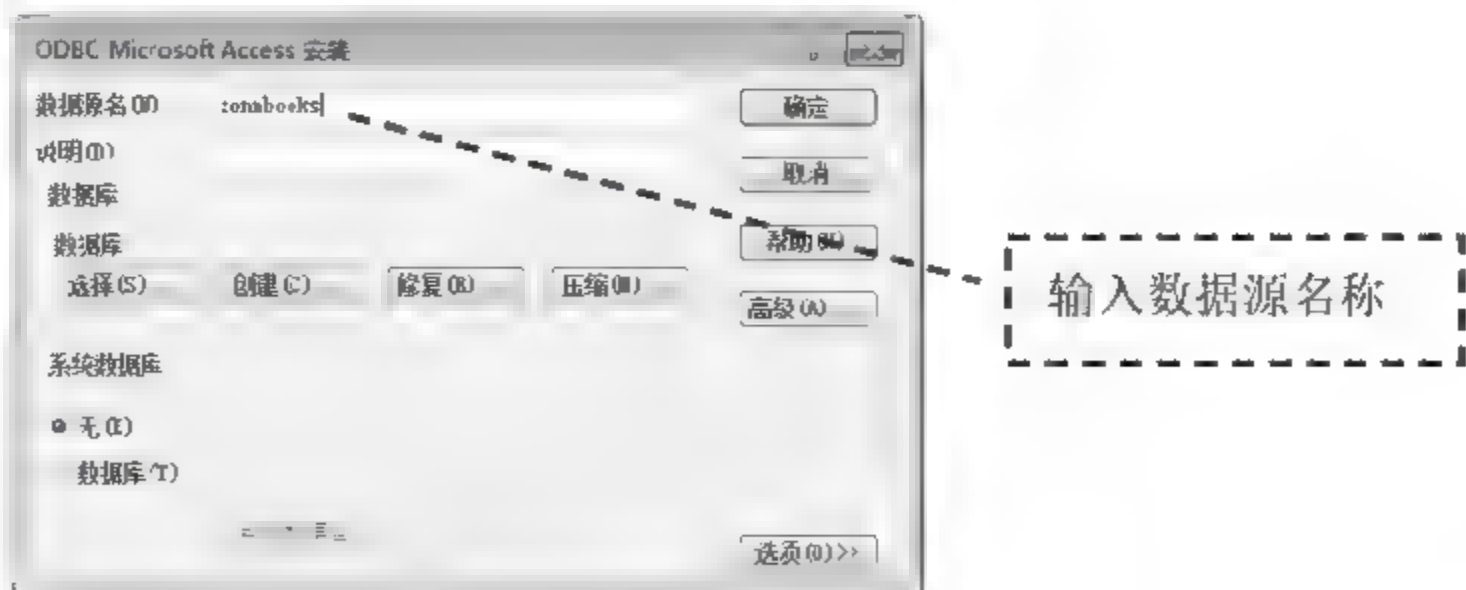 ODBC Microsoft Access 安装
数据源名(N)
确定
说明(D)
取消
数据库
数据库
帮助(H)
选择(S) 创建(C) 修复(R) 压缩(M)
高级(A)
输入数据源名称
系统数据库
无(E)
数据库(T)
选项(O)>>